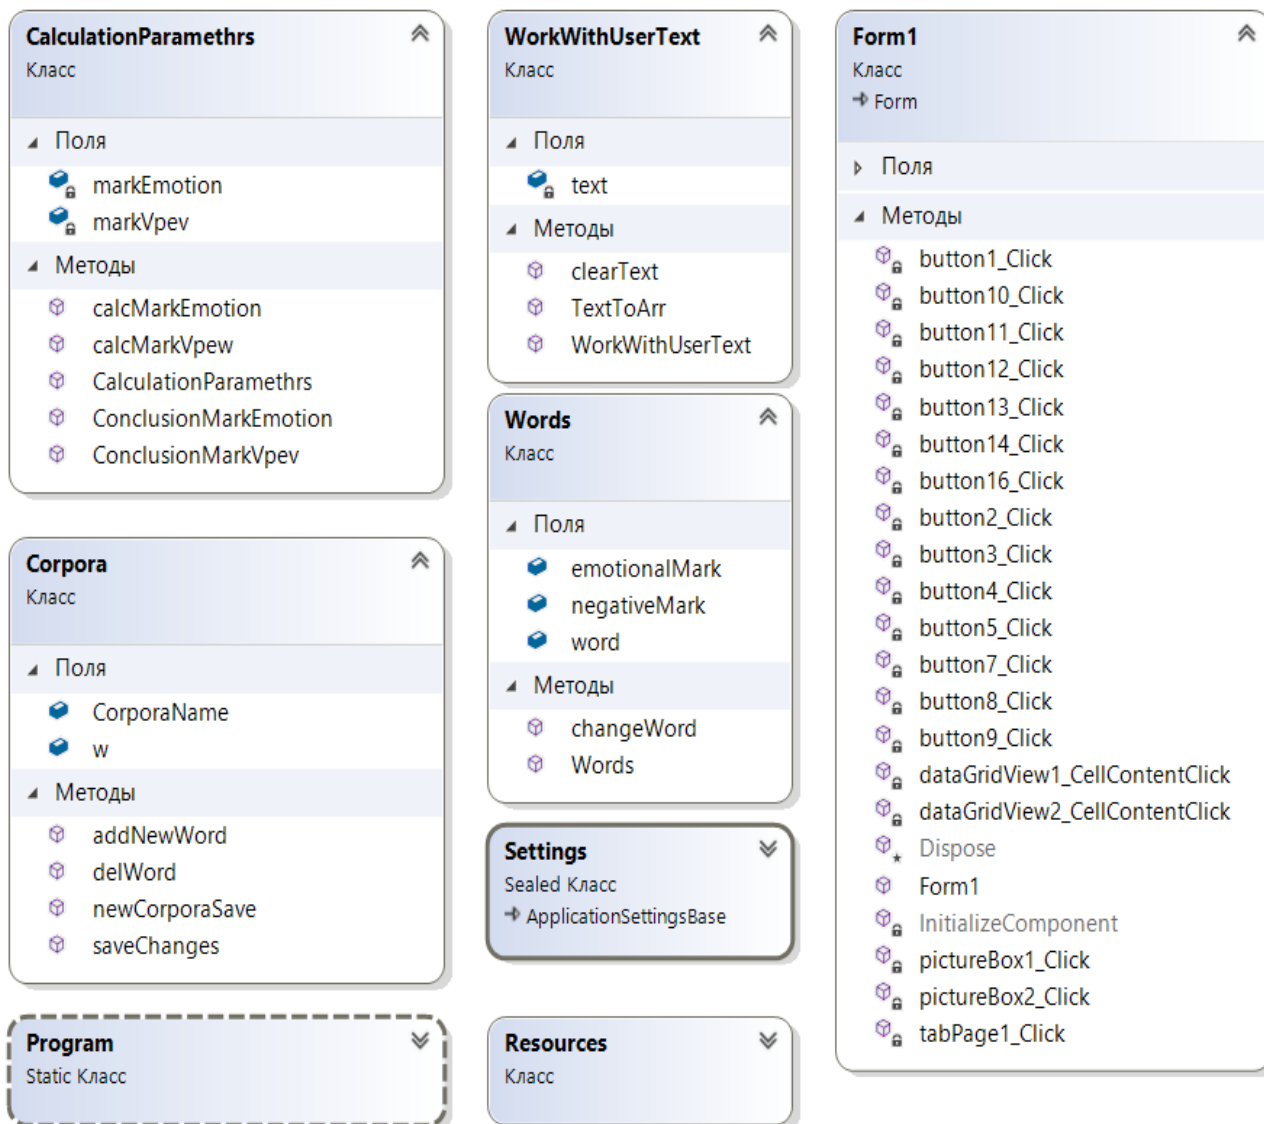 CalculationParamethrs
Класс
Поля
markEmotion
markVpev
Методы
calcMarkEmotion
calcMarkVpew
CalculationParamethrs
ConclusionMarkEmotion
ConclusionMarkVpev
Corpora
Класс
Поля
CorporaName
w
Методы
addNewWord
delWord
newCorporaSave
saveChanges
Program
Static Класс
WorkWithUserText
Класс
Поля
text
Методы
clearText
TextToArr
WorkWithUserText
Words
Класс
Поля
emotionalMark
negativeMark
word
Методы
changeWord
Words
Settings
Sealed Класс
ApplicationSettingsBase
Resources
Класс
Form1
Класс
Form
Поля
Методы
button1_Click
button10_Click
button11_Click
button12_Click
button13_Click
button14_Click
button16_Click
button2_Click
button3_Click
button4_Click
button5_Click
button7_Click
button8_Click
button9_Click
dataGridView1_CellContentClick
dataGridView2_CellContentClick
Dispose
Form1
InitializeComponent
pictureBox1_Click
pictureBox2_Click
tabPage1_Click